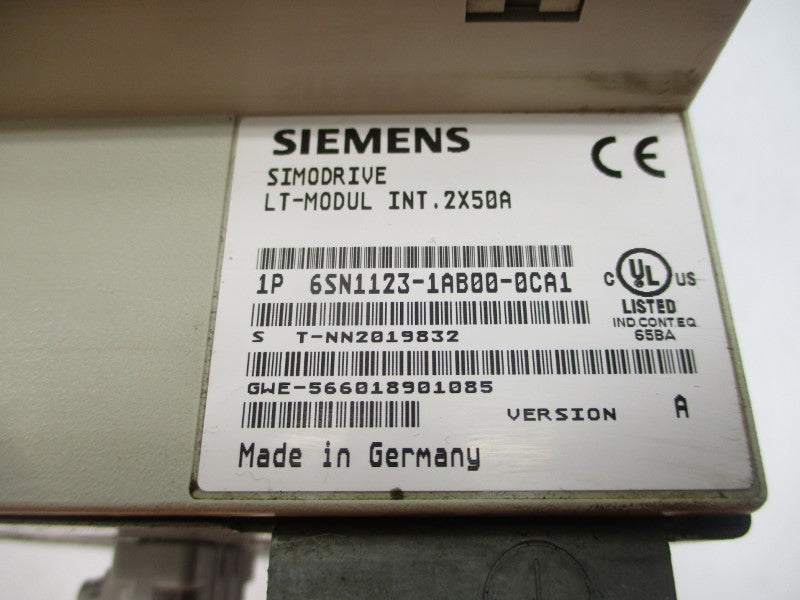 SIEMENS
CE
SIMODRIVE
LT-MODUL INT.2X50A
1P 6SN1123-1AB00-0CA1
C UL US
LISTED
IND.CONT.EQ
65BA
S T-NN2019832
GWE-566018901085
VERSION A
Made in Germany